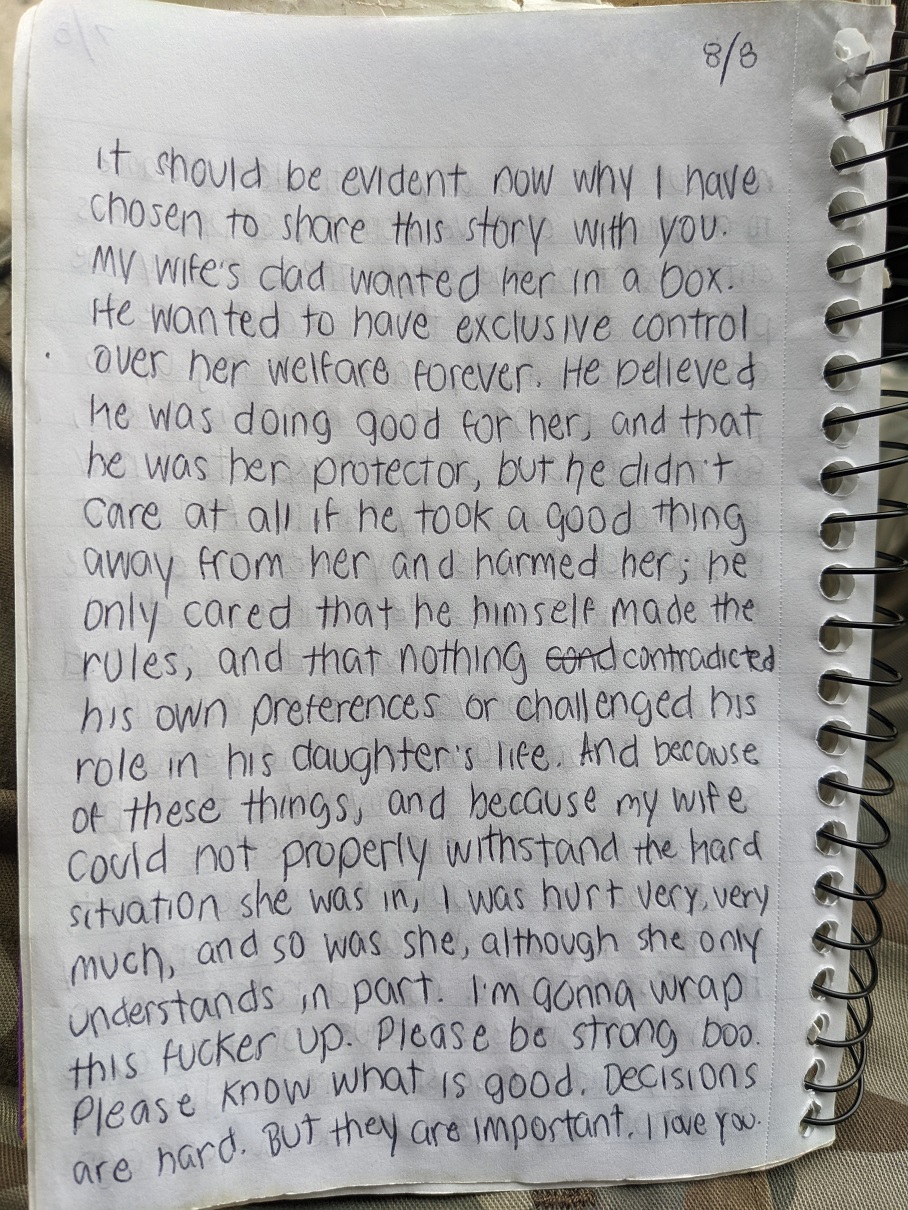 8/8
It should be evident now why I have
chosen to share this story with you.
My wife's dad wanted her in a box.
He wanted to have exclusive control
over her welfare forever. He believed
he was doing good for her, and that
he was her protector, but he didn't
care at all if he took a good thing
away from her and harmed her; he
only cared that he himself made the
rules, and that nothing cond contradicted
his own preferences or challenged his
role in his daughter's life. And because
of these things, and because my wife
could not properly withstand the hard
situation she was in, I was hurt very, very
much, and so was she, although she only
understands in part. I'm gonna wrap
this fucker up. Please be strong boo.
Please know what is good. Decisions
are hard. But they are important. I love you.